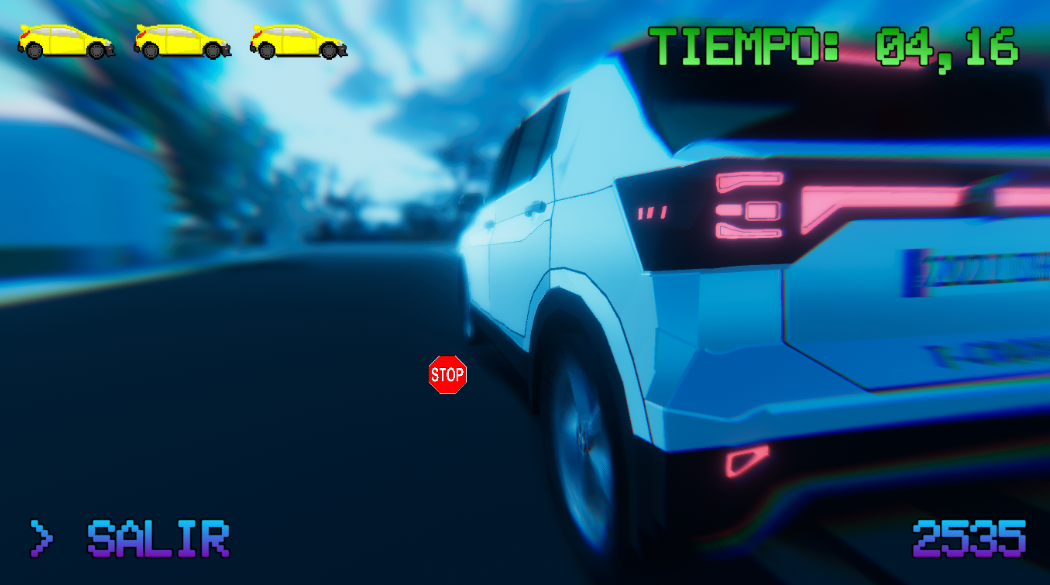 TIEMPO: 04,16
STOP
> SALIR
2535